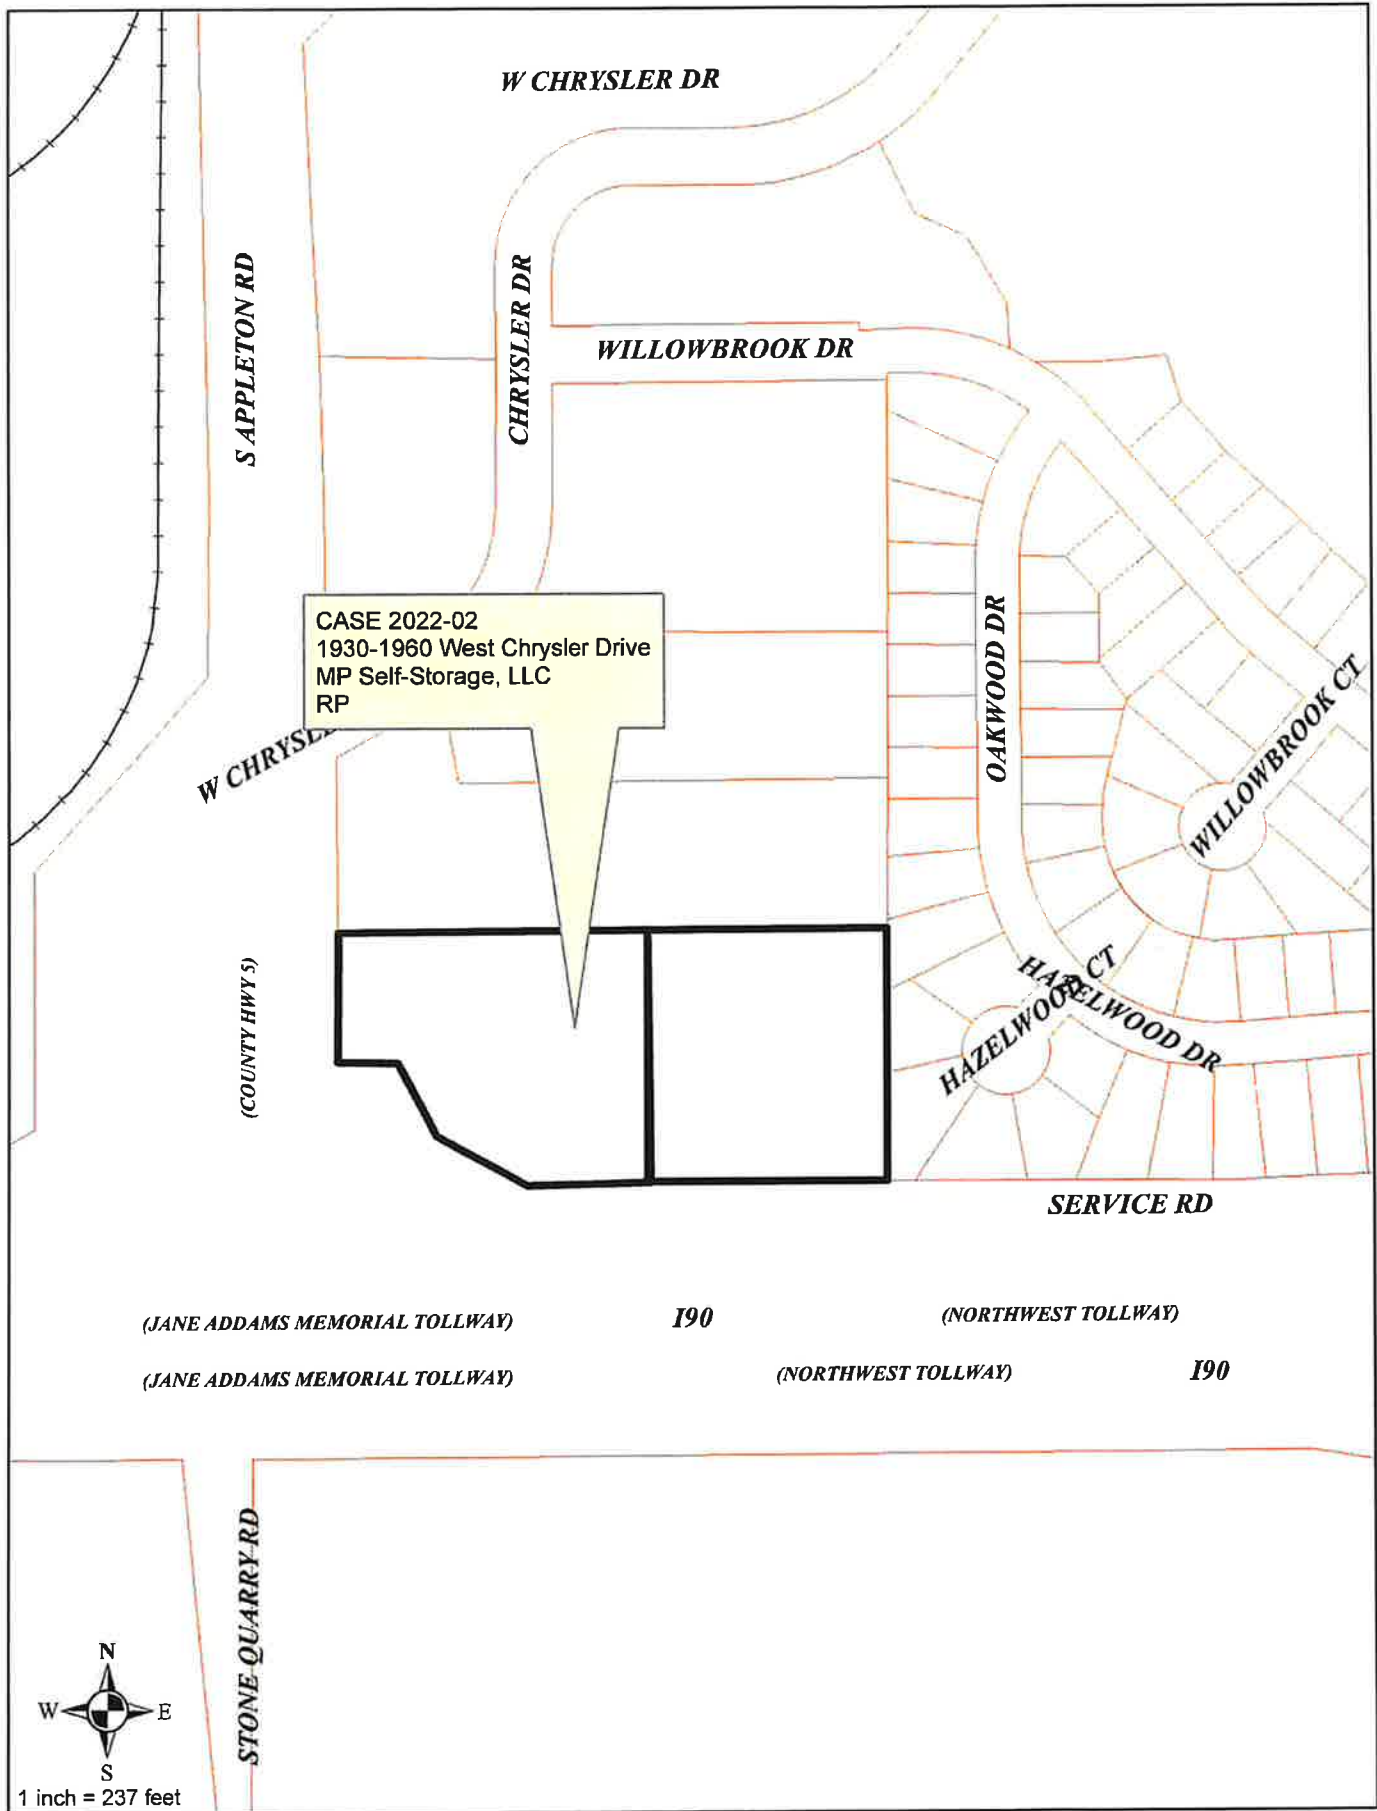 W CHRYSLER DR
S APPLETON RD
CHRYSLER DR
WILLOWBROOK DR
CASE 2022-02
1930-1960 West Chrysler Drive
MP Self-Storage, LLC
RP
W CHRYSLE
OAKWOOD DR
WILLOWBROOK CT
(COUNTY HWY 5)
HAZELWOOD CT
HAZELWOOD DR
SERVICE RD
(JANE ADDAMS MEMORIAL TOLLWAY) I90 (NORTHWEST TOLLWAY)
(JANE ADDAMS MEMORIAL TOLLWAY) (NORTHWEST TOLLWAY) I90
STONE QUARRY RD
N
W E
S
1 inch = 237 feet